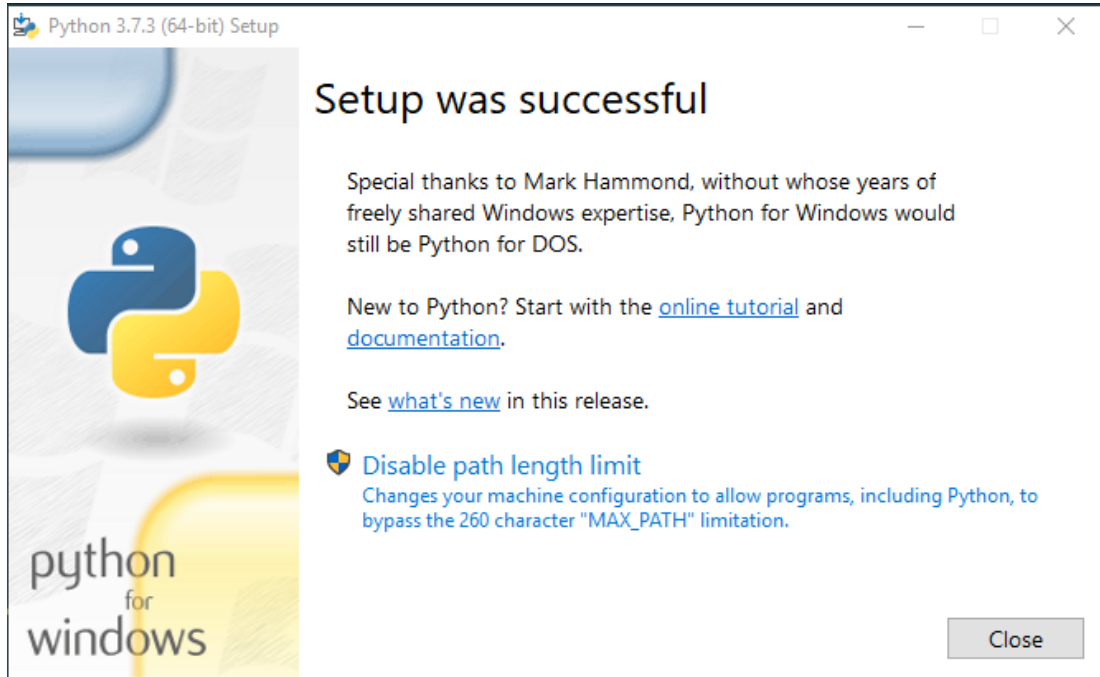 Python 3.7.3 (64-bit) Setup
Setup was successful
Special thanks to Mark Hammond, without whose years of
freely shared Windows expertise, Python for Windows would
still be Python for DOS.
New to Python? Start with the online tutorial and
documentation.
See what's new in this release.
Disable path length limit
Changes your machine configuration to allow programs, including Python, to
bypass the 260 character "MAX_PATH" limitation.
python
for
windows
Close